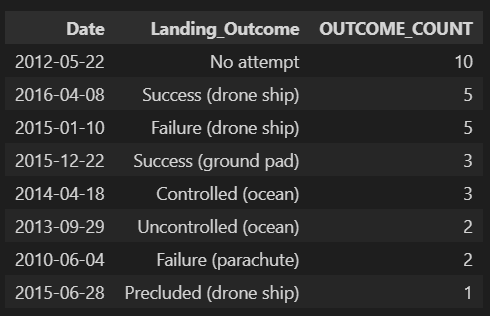 Date Landing_Outcome OUTCOME_COUNT
2012-05-22 No attempt 10
2016-04-08 Success (drone ship) 5
2015-01-10 Failure (drone ship) 5
2015-12-22 Success (ground pad) 3
2014-04-18 Controlled (ocean) 3
2013-09-29 Uncontrolled (ocean) 2
2010-06-04 Failure (parachute) 2
2015-06-28 Precluded (drone ship) 1